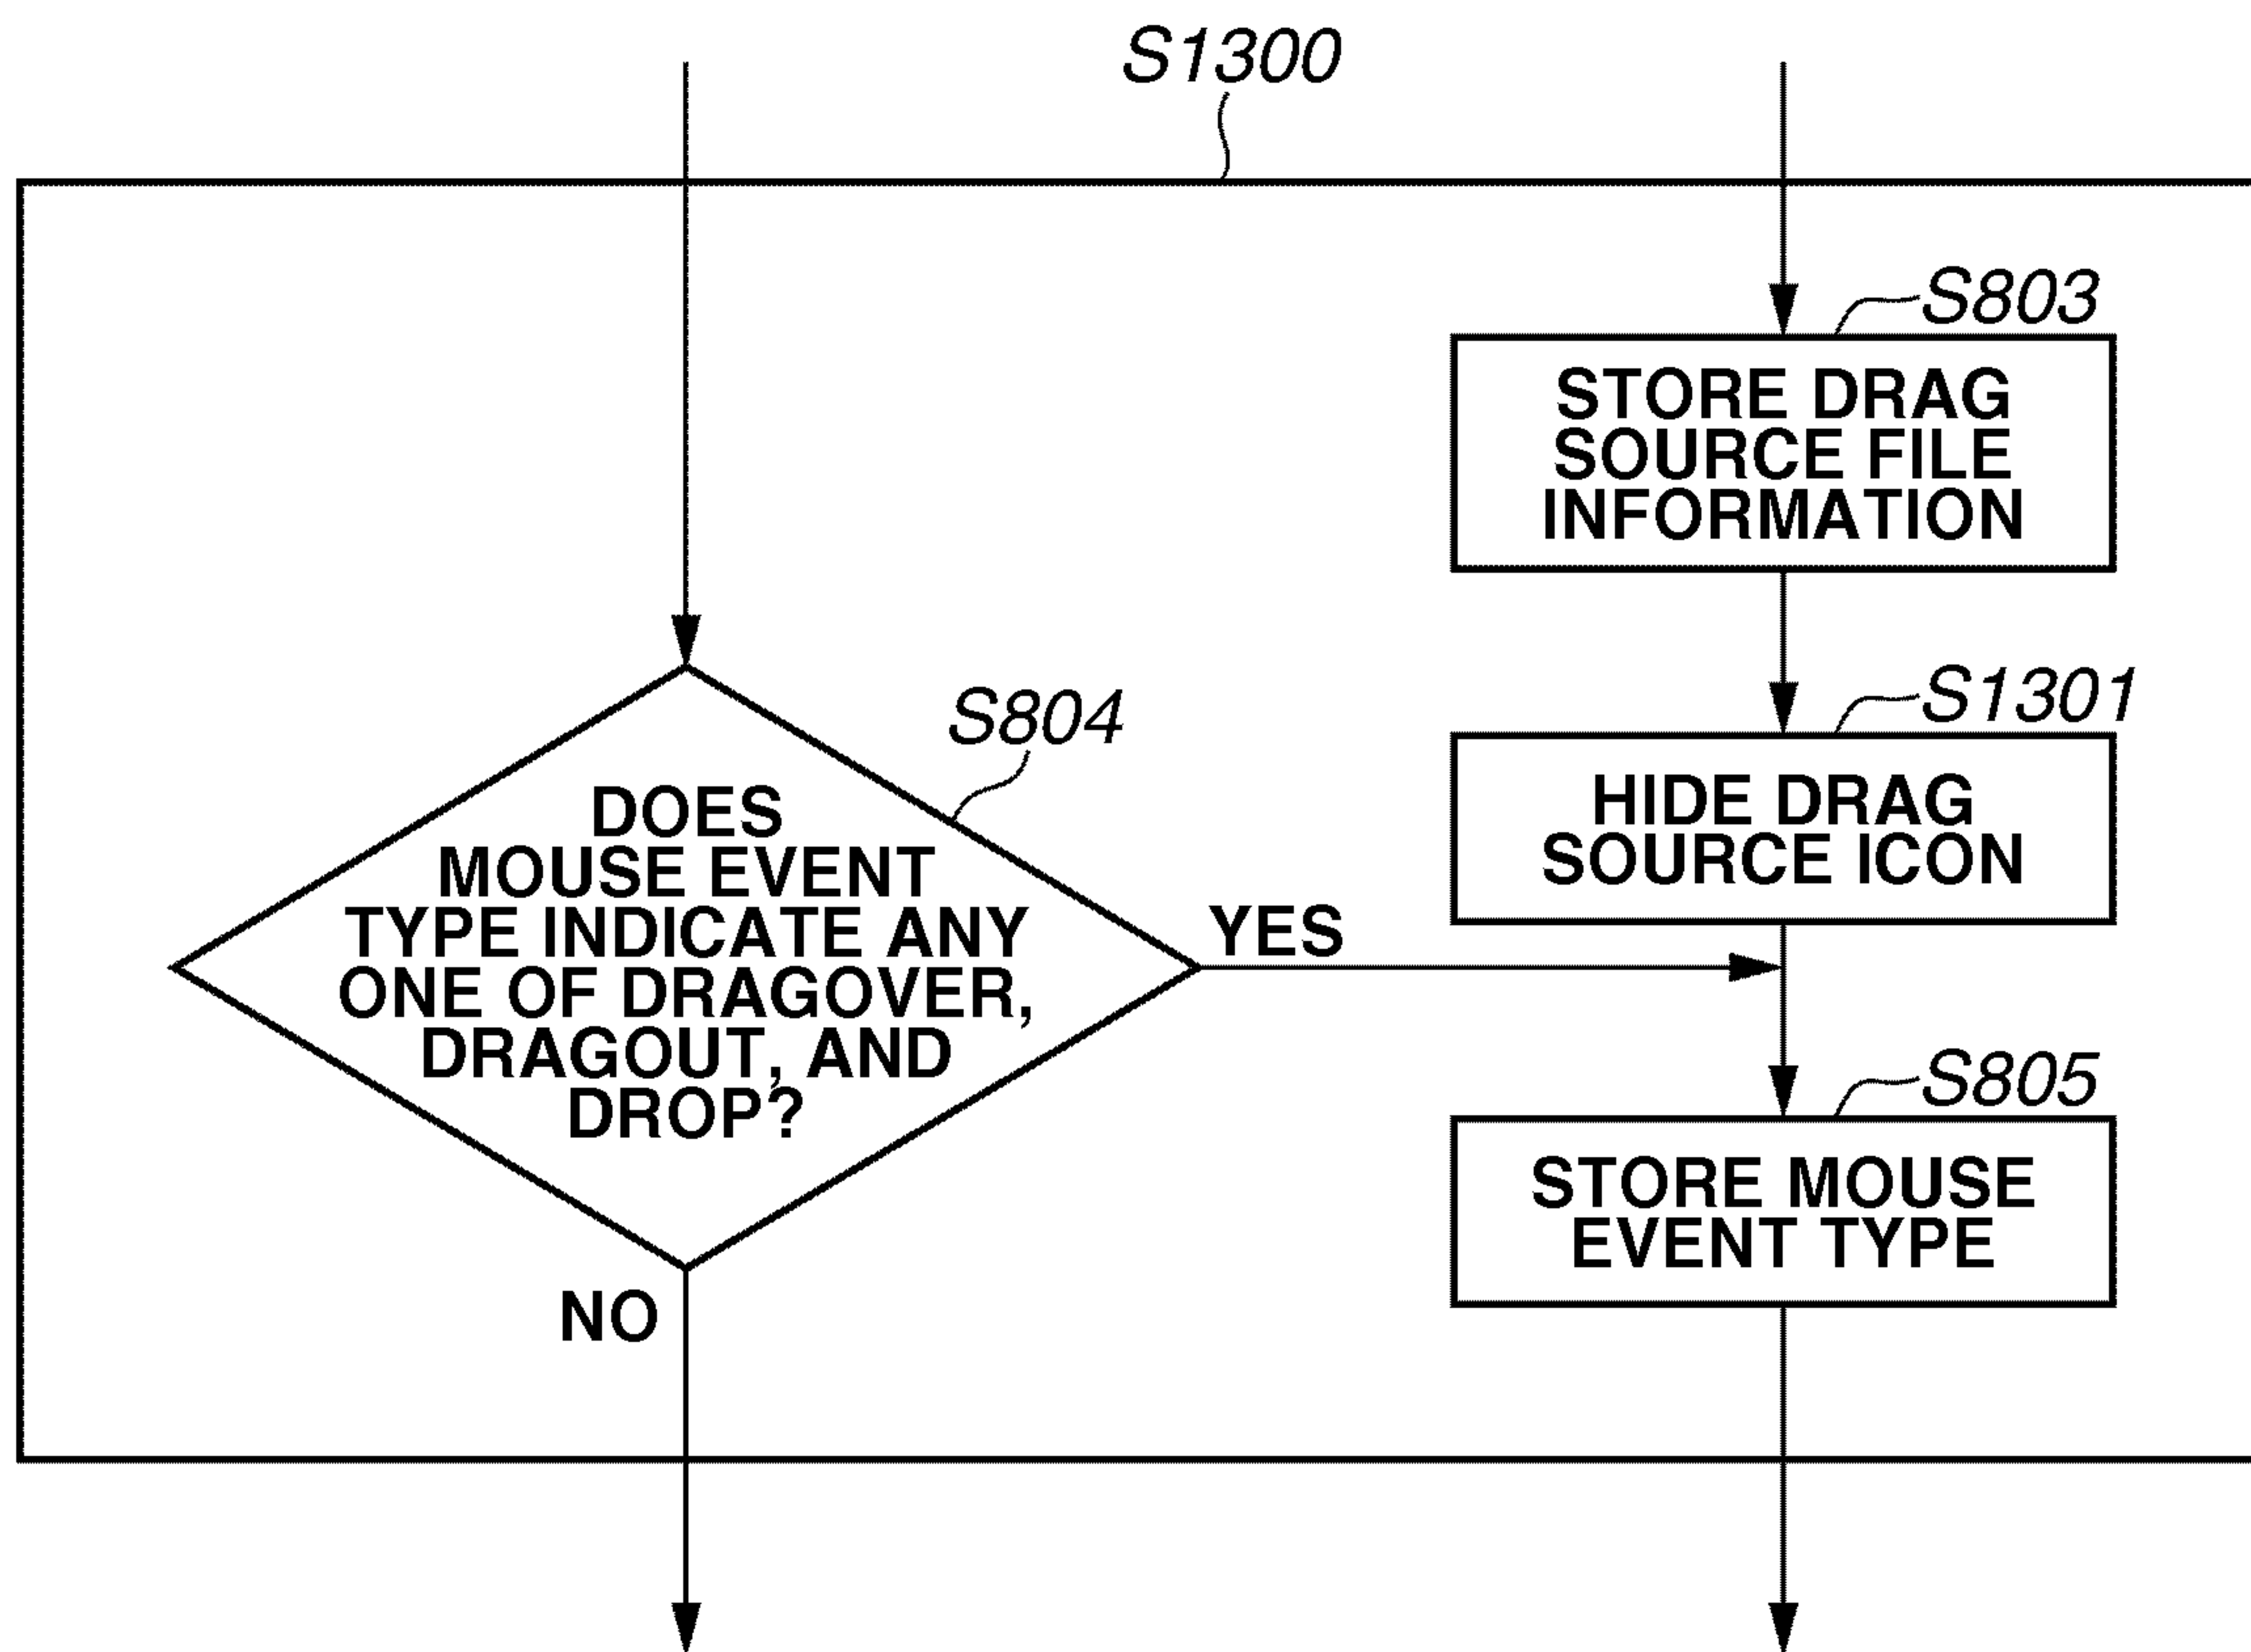 S1300
S803
STORE DRAG
SOURCE FILE
INFORMATION
S804
DOES
MOUSE EVENT
TYPE INDICATE ANY
ONE OF DRAGOVER,
DRAGOUT, AND
DROP?
YES
NO
S1301
HIDE DRAG
SOURCE ICON
S805
STORE MOUSE
EVENT TYPE